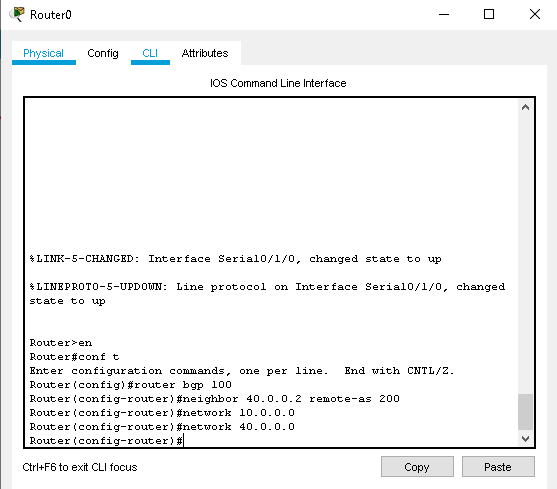 Router0
Physical Config CLI Attributes
IOS Command Line Interface
%LINK-5-CHANGED: Interface Serial0/1/0, changed state to up
%LINEPROTO-5-UPDOWN: Line protocol on Interface Serial0/1/0, changed
state to up
Router>en
Router#conf t
Enter configuration commands, one per line.  End with CNTL/Z.
Router(config)#router bgp 100
Router(config-router)#neighbor 40.0.0.2 remote-as 200
Router(config-router)#network 10.0.0.0
Router(config-router)#network 40.0.0.0
Router(config-router)#
Ctrl+F6 to exit CLI focus
Copy Paste